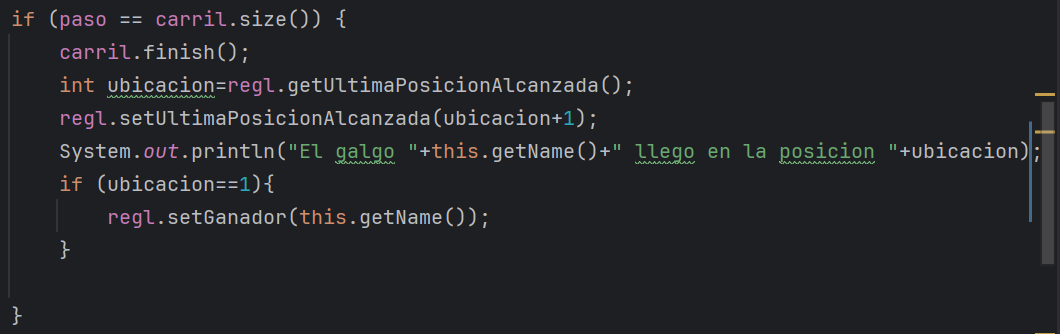 if (paso == carril.size()) {
    carril.finish();
    int ubicacion=regl.getUltimaPosicionAlcanzada();
    regl.setUltimaPosicionAlcanzada(ubicacion+1);
    System.out.println("El galgo "+this.getName()+" llego en la posicion "+ubicacion);
    if (ubicacion==1){
        regl.setGanador(this.getName());
    }
}